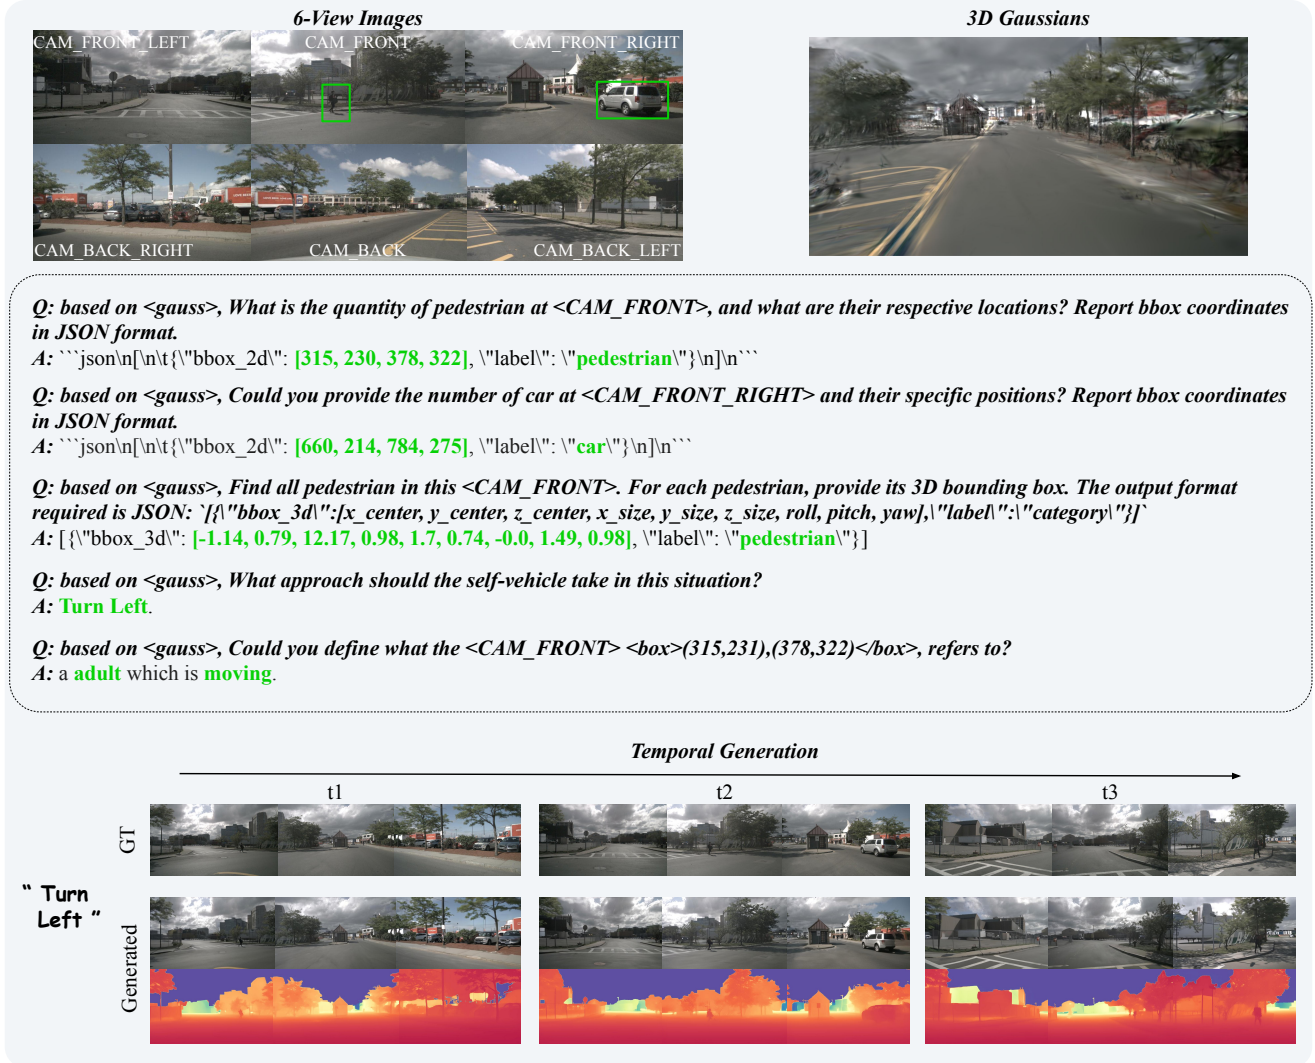 6-View Images
3D Gaussians
CAM_FRONT_LEFT
CAM_FRONT
CAM_FRONT_RIGHT
CAM_BACK_RIGHT
CAM_BACK
CAM_BACK_LEFT
Q: based on <gauss>, What is the quantity of pedestrian at <CAM_FRONT>, and what are their respective locations? Report bbox coordinates
in JSON format.
A: ```json\n[\n\t{\"bbox_2d\": [315, 230, 378, 322], \"label\": \"pedestrian\"}\n]\n```
Q: based on <gauss>, Could you provide the number of car at <CAM_FRONT_RIGHT> and their specific positions? Report bbox coordinates
in JSON format.
A: ```json\n[\n\t{\"bbox_2d\": [660, 214, 784, 275], \"label\": \"car\"}\n]\n```
Q: based on <gauss>, Find all pedestrian in this <CAM_FRONT>. For each pedestrian, provide its 3D bounding box. The output format
required is JSON: `[{\"bbox_3d\":[x_center, y_center, z_center, x_size, y_size, z_size, roll, pitch, yaw],\"label\":\"category\"}]`
A: [{\"bbox_3d\": [-1.14, 0.79, 12.17, 0.98, 1.7, 0.74, -0.0, 1.49, 0.98], \"label\": \"pedestrian\"}]
Q: based on <gauss>, What approach should the self-vehicle take in this situation?
A: Turn Left.
Q: based on <gauss>, Could you define what the <CAM_FRONT> <box>(315,231),(378,322)</box>, refers to?
A: a adult which is moving.
Temporal Generation
t1
t2
t3
GT
“ Turn
Left ”
Generated